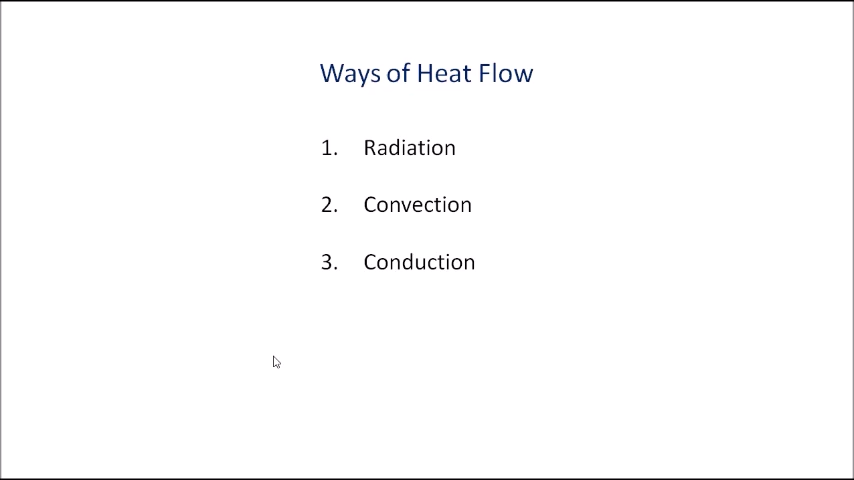 Ways of Heat Flow
1. Radiation
2. Convection
3. Conduction